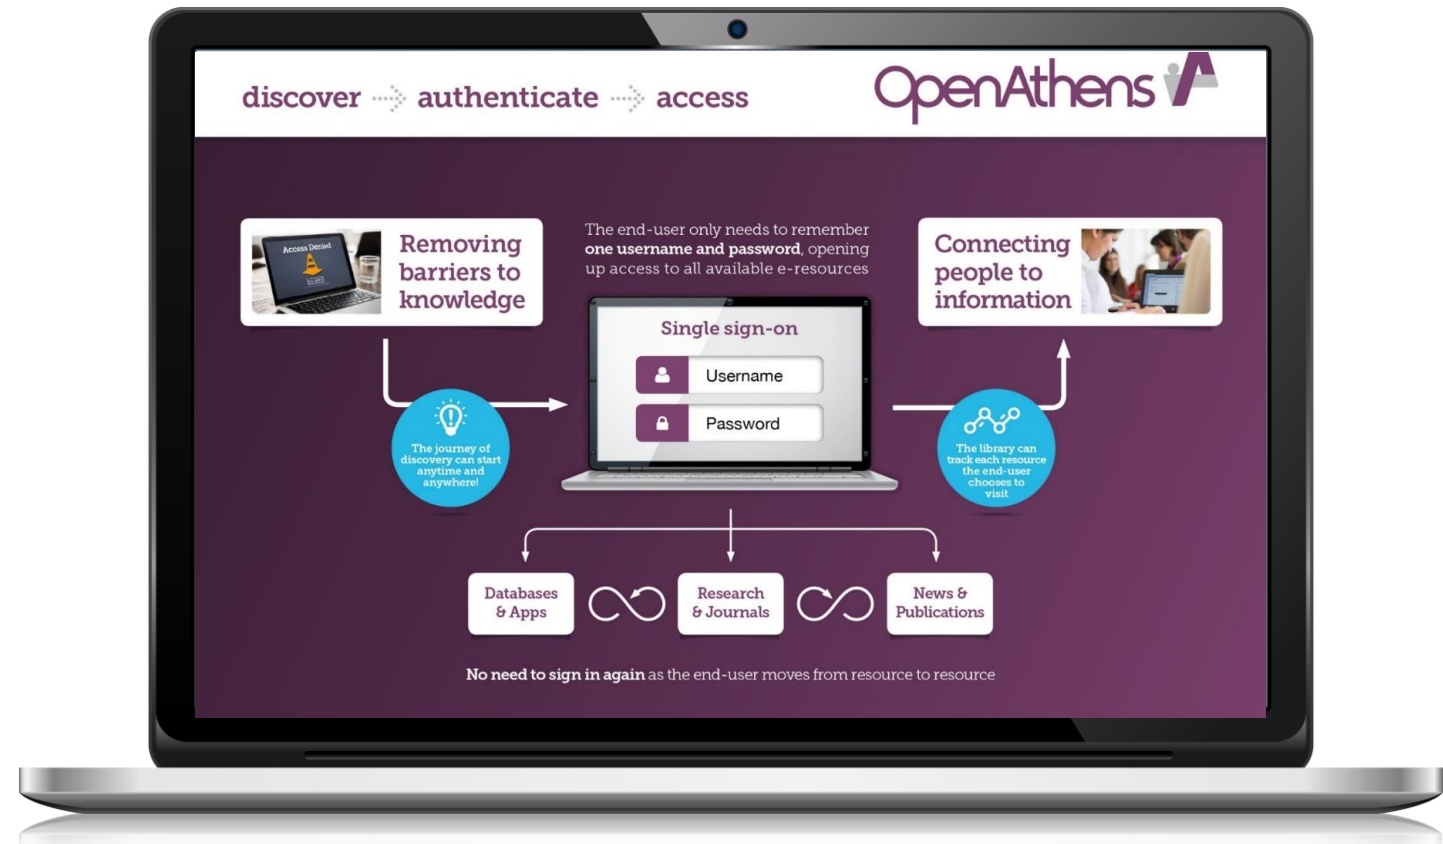 discover authenticate access
OpenAthens
Access Denied
Removing
barriers to
knowledge
The end-user only needs to remember
one username and password, opening
up access to all available e-resources
Connecting
people to
information
Single sign-on
Username
Password
The journey of
discovery can start
anytime and
anywhere!
The library can
track each resource
the end-user
chooses to
visit
Databases
& Apps
Research
& Journals
News &
Publications
No need to sign in again as the end-user moves from resource to resource